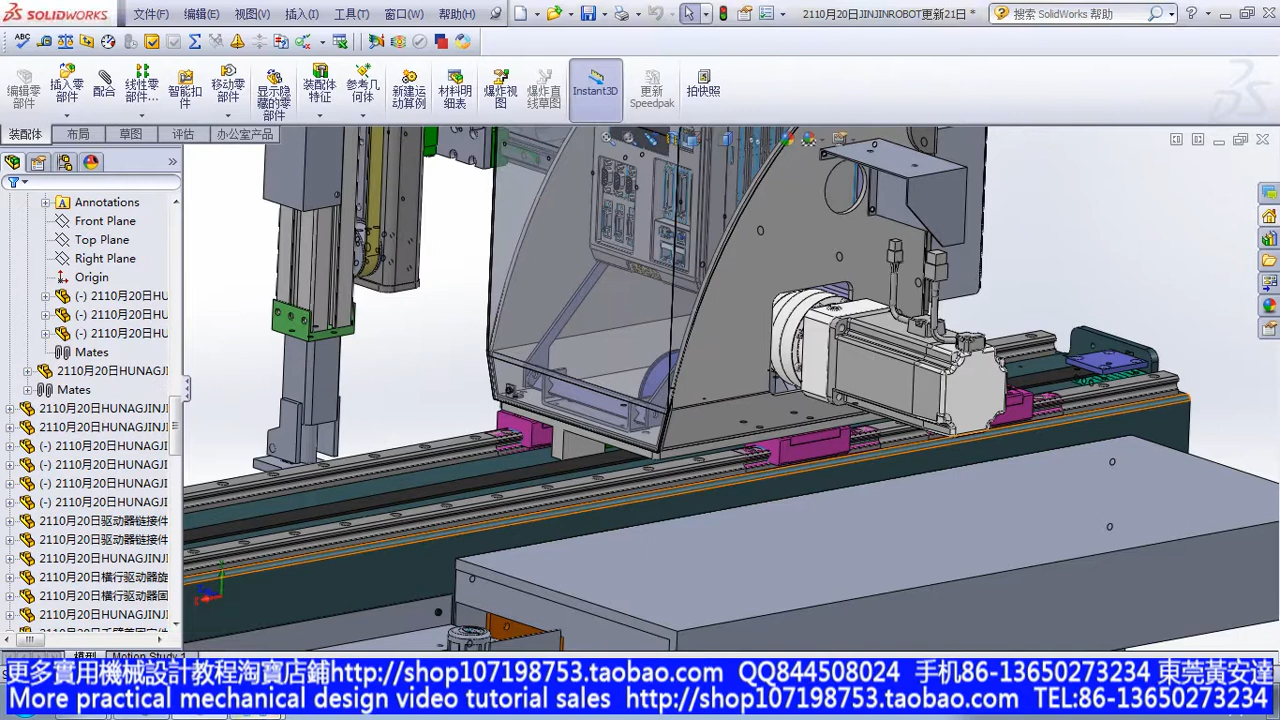 SOLIDWORKS
文件(F) 编辑(E) 视图(V) 插入(I) 工具(T) 窗口(W) 帮助(H)
2110月20日JINJINROBOT更新21日 *
搜索 SolidWorks 帮助
编辑零部件
插入零部件
配合
线性零部件...
智能扣件
移动零部件
显示隐藏的零部件
装配体特征
参考几何体
新建运动算例
材料明细表
爆炸视图
爆炸直线草图
Instant3D
更新 Speedpak
拍快照
装配体 布局 草图 评估 办公室产品
Annotations
Front Plane
Top Plane
Right Plane
Origin
(-) 2110月20日HU
(-) 2110月20日HU
(-) 2110月20日HU
Mates
2110月20日HUNAGJ
Mates
2110月20日HUNAGJINJ
2110月20日HUNAGJINJ
(-) 2110月20日HUNAGJ
(-) 2110月20日HUNAGJ
(-) 2110月20日HUNAGJ
(-) 2110月20日HUNAGJ
2110月20日驱动器链接件
2110月20日驱动器链接件
2110月20日HUNAGJINJ
2110月20日横行驱动器旋
2110月20日横行驱动器固
2110月20日HUNAGJINJ
模型 Motion Study 1
更多實用機械設計教程淘寶店鋪http://shop107198753.taobao.com QQ844508024 手机86-13650273234 東莞黃安達
More practical mechanical design video tutorial sales http://shop107198753.taobao.com TEL:86-13650273234